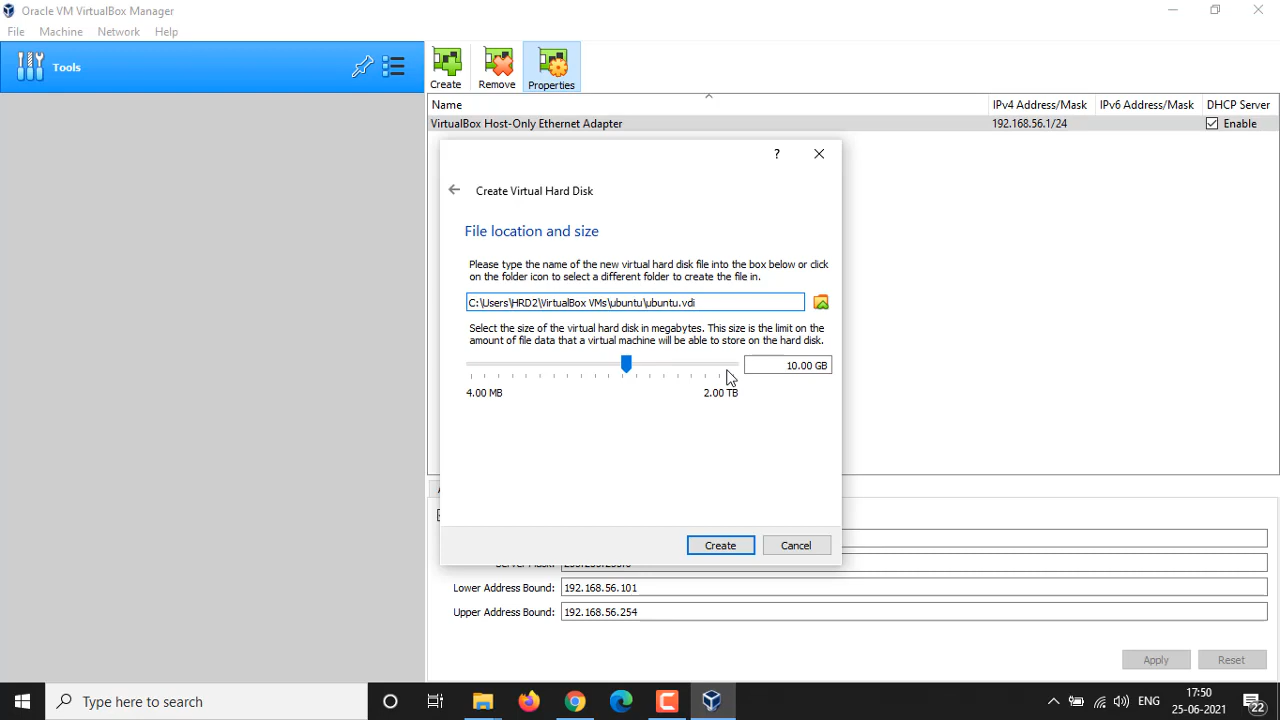 Oracle VM VirtualBox Manager
File Machine Network Help
Tools
Create Remove Properties
Name IPv4 Address/Mask IPv6 Address/Mask DHCP Server
VirtualBox Host-Only Ethernet Adapter 192.168.56.1/24 Enable
?
Create Virtual Hard Disk
File location and size
Please type the name of the new virtual hard disk file into the box below or click
on the folder icon to select a different folder to create the file in.
C:\Users\HRD2\VirtualBox VMs\ubuntu\ubuntu.vdi
Select the size of the virtual hard disk in megabytes. This size is the limit on the
amount of file data that a virtual machine will be able to store on the hard disk.
10.00 GB
4.00 MB 2.00 TB
Create Cancel
Lower Address Bound: 192.168.56.101
Upper Address Bound: 192.168.56.254
Apply Reset
Type here to search
ENG
17:50
25-06-2021
22